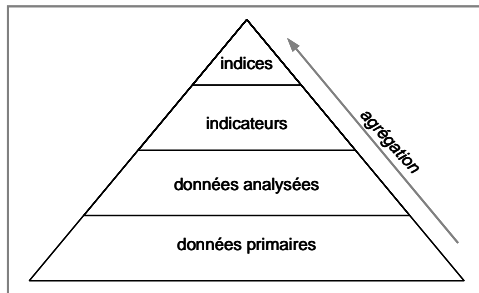 indices
indicateurs
agrégation
données analysées
données primaires